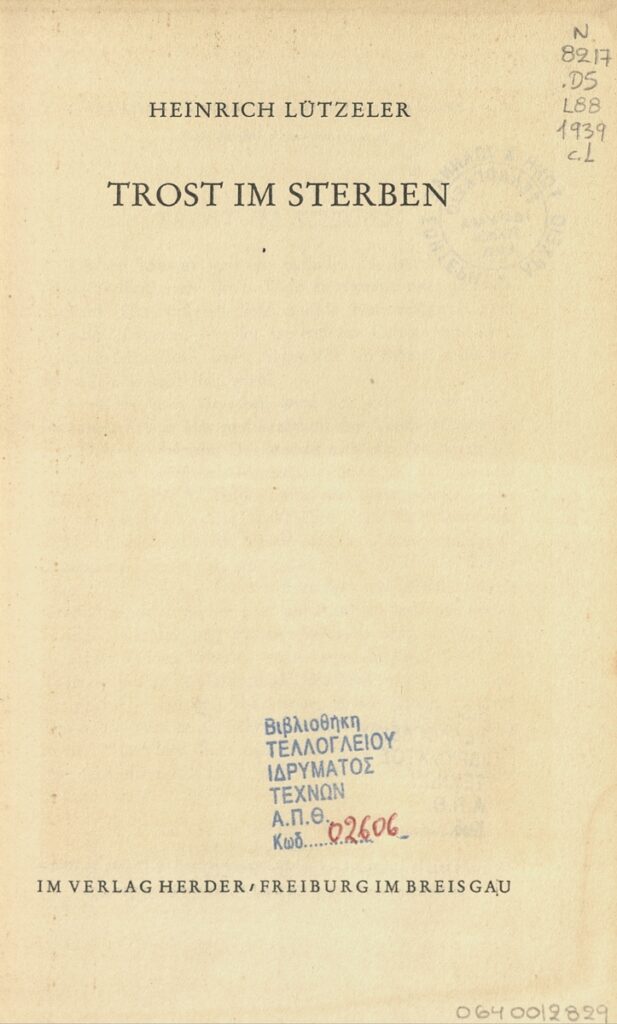 N
8217
.D5
L88
1939
c.1
HEINRICH LÜTZELER
TROST IM STERBEN
Βιβλιοθήκη
ΤΕΛΛΟΓΛΕΙΟΥ
ΙΔΡΥΜΑΤΟΣ
ΤΕΧΝΩΝ
Α.Π.Θ.
Κωδ.............02606
IM VERLAG HERDER / FREIBURG IM BREISGAU
0640012829